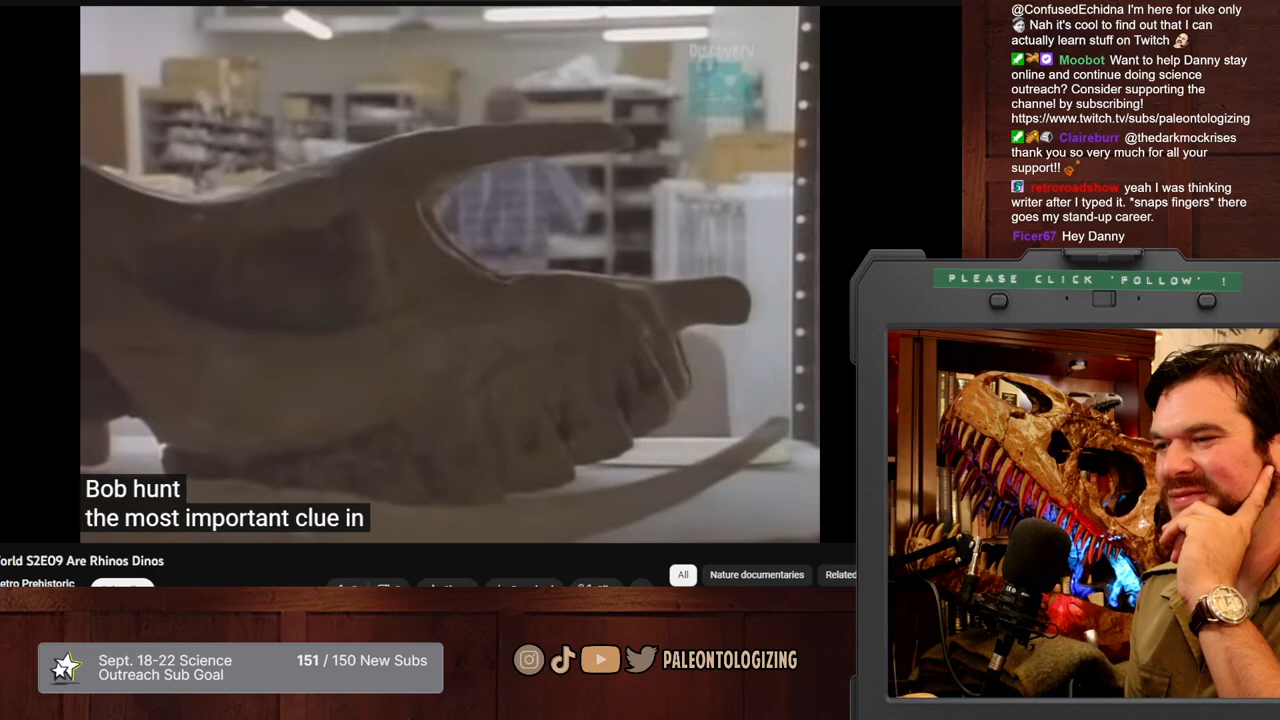 @ConfusedEchidna I'm here for uke only
Nah it's cool to find out that I can
actually learn stuff on Twitch
Moobot Want to help Danny stay
online and continue doing science
outreach? Consider supporting the
channel by subscribing!
https://www.twitch.tv/subs/paleontologizing
Claireburr @thedarkmockrises
thank you so very much for all your
support!!
retroroadshow yeah I was thinking
writer after I typed it. *snaps fingers* there
goes my stand-up career.
Ficer67 Hey Danny
Discovery
PLEASE CLICK "FOLLOW" !
Bob hunt
the most important clue in
orld S2E09 Are Rhinos Dinos
etro Prehistoric
All
Nature documentaries
Related
Sept. 18-22 Science
Outreach Sub Goal
151 / 150 New Subs
PALEONTOLOGIZING